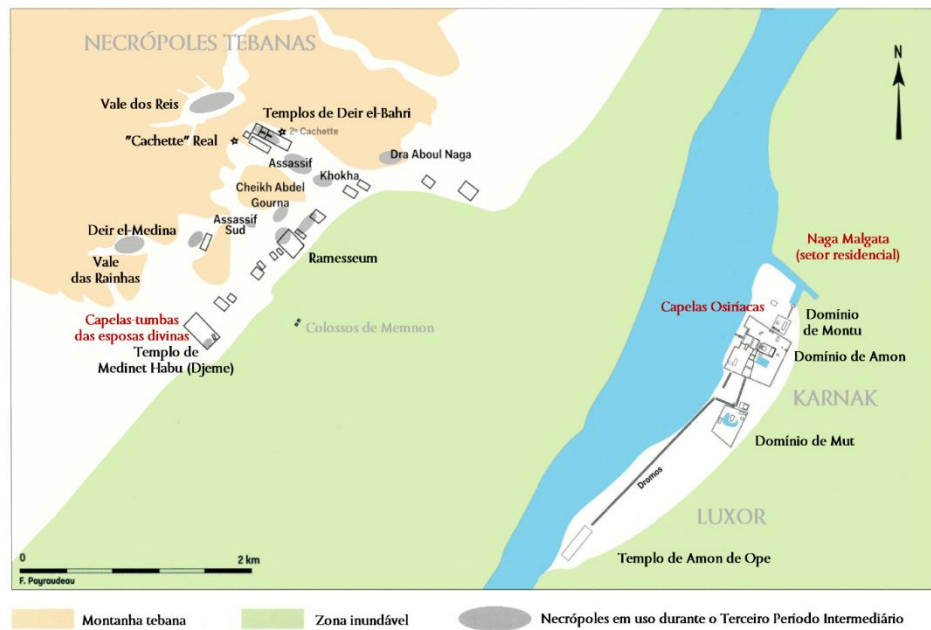 NECRÓPOLES TEBANAS
N
Vale dos Reis
Templos de Deir el-Bahri
2ª Cachette
"Cachette" Real
Assassif
Dra Aboul Naga
Khokha
Cheikh Abdel
Gourna
Deir el-Medina
Assassif
Sud
Vale
das Rainhas
Ramesseum
Naga Malgata
(setor residencial)
Capelas-tumbas
das esposas divinas
Colossos de Memnon
Capelas Osiríacas
Domínio
de Montu
Templo de
Medinet Habu (Djeme)
Domínio de Amon
KARNAK
Domínio de Mut
Dromos
LUXOR
Templo de Amon de Ope
0
2 km
F. Payraudeau
Montanha tebana
Zona inundável
Necrópoles em uso durante o Terceiro Período Intermediário